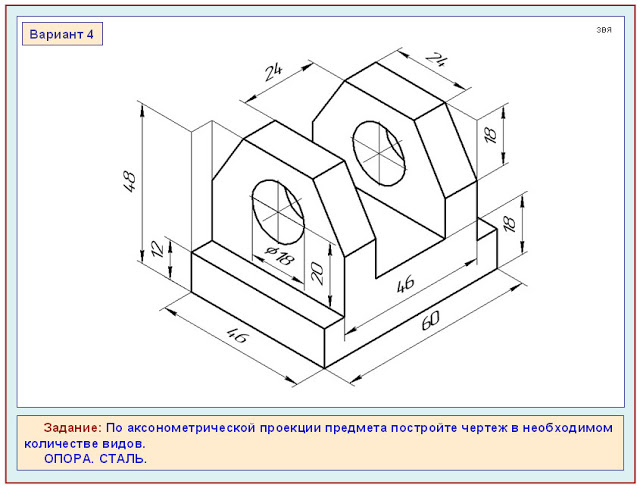 Вариант 4
звя
24
24
18
48
12
⌀18
20
18
46
46
60
Задание: По аксонометрической проекции предмета постройте чертеж в необходимом
количестве видов.
ОПОРА. СТАЛЬ.